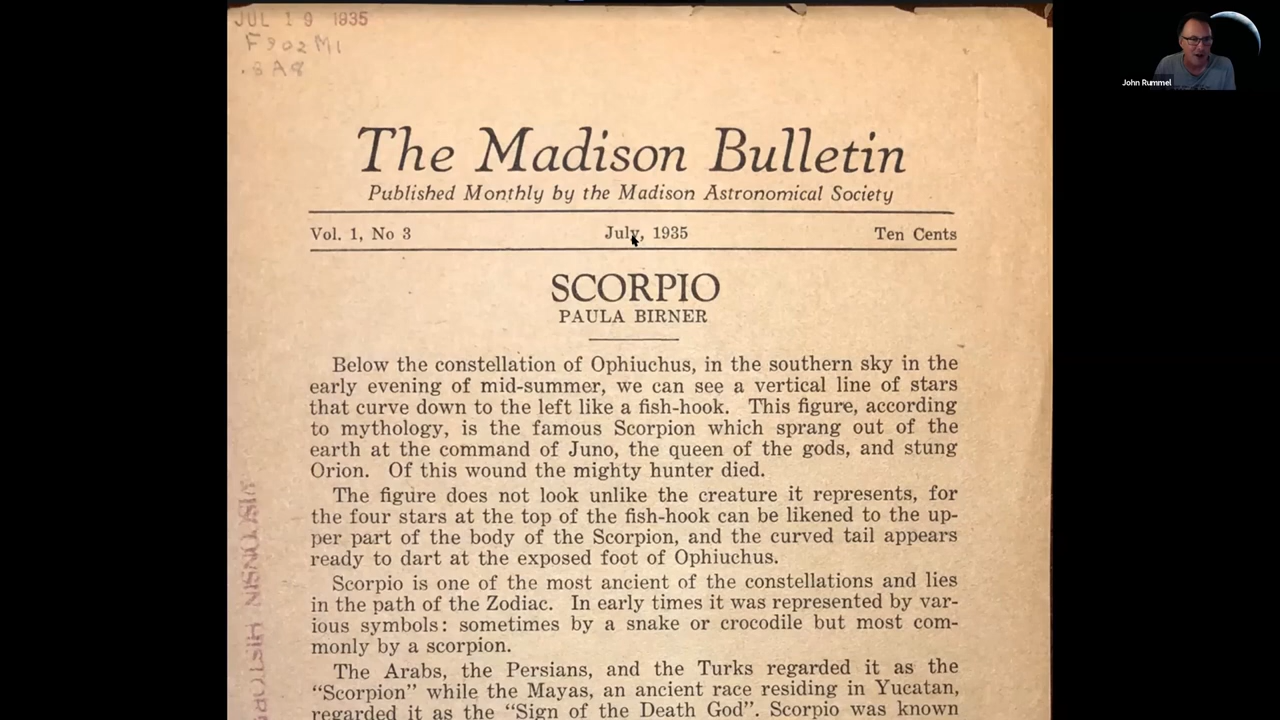 JUL 19 1935
F902M1
.8A8
John Rummel
The Madison Bulletin
Published Monthly by the Madison Astronomical Society
Vol. 1, No 3 July, 1935 Ten Cents
SCORPIO
PAULA BIRNER
Below the constellation of Ophiuchus, in the southern sky in the
early evening of mid-summer, we can see a vertical line of stars
that curve down to the left like a fish-hook. This figure, according
to mythology, is the famous Scorpion which sprang out of the
earth at the command of Juno, the queen of the gods, and stung
Orion. Of this wound the mighty hunter died.
The figure does not look unlike the creature it represents, for
the four stars at the top of the fish-hook can be likened to the up-
per part of the body of the Scorpion, and the curved tail appears
ready to dart at the exposed foot of Ophiuchus.
Scorpio is one of the most ancient of the constellations and lies
in the path of the Zodiac. In early times it was represented by var-
ious symbols: sometimes by a snake or crocodile but most com-
monly by a scorpion.
The Arabs, the Persians, and the Turks regarded it as the
“Scorpion” while the Mayas, an ancient race residing in Yucatan,
regarded it as the “Sign of the Death God”. Scorpio was known